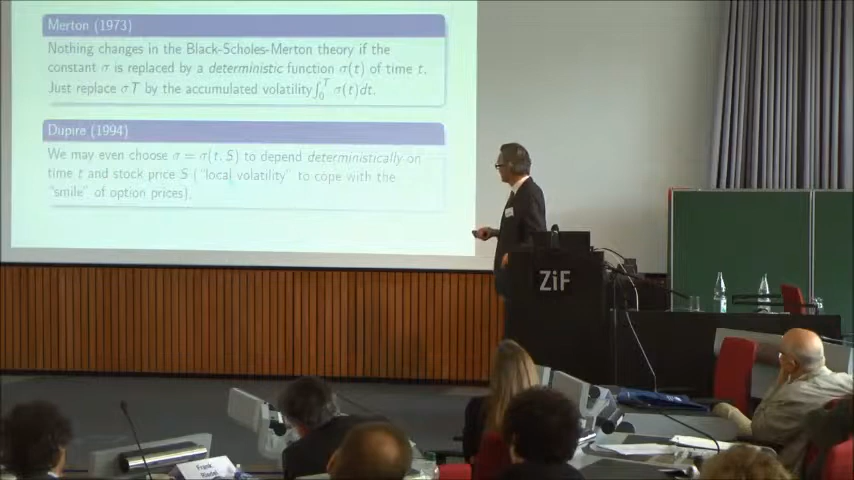 Merton (1973)
Nothing changes in the Black-Scholes-Merton theory if the
constant σ is replaced by a deterministic function σ(t) of time t.
Just replace σT by the accumulated volatility ∫₀ᵀ σ(t)dt.
Dupire (1994)
We may even choose σ = σ(t, S) to depend deterministically on
time t and stock price S ("local volatility" to cope with the
"smile" of option prices).
ZiF
Frank
Riedel